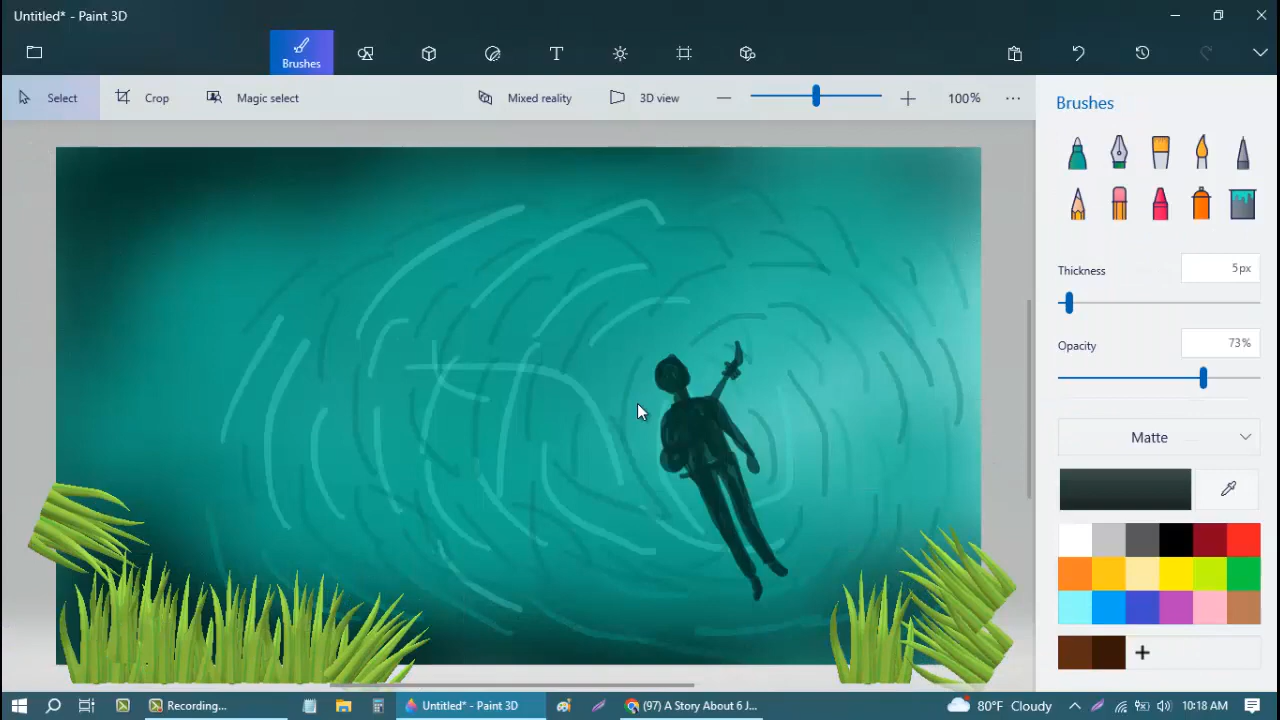 Untitled* - Paint 3D
Brushes
Select
Crop
Magic select
Mixed reality
3D view
100%
Brushes
Thickness
5px
Opacity
73%
Matte
Recording...
Untitled* - Paint 3D
(97) A Story About 6 J...
80°F Cloudy
10:18 AM